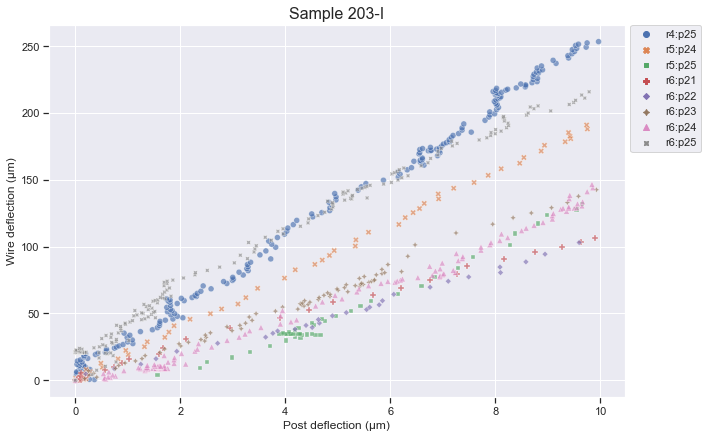 Sample 203-I
Wire deflection (μm)
250
200
150
100
50
0
0 2 4 6 8 10
Post deflection (μm)
r4:p25
r5:p24
r5:p25
r6:p21
r6:p22
r6:p23
r6:p24
r6:p25